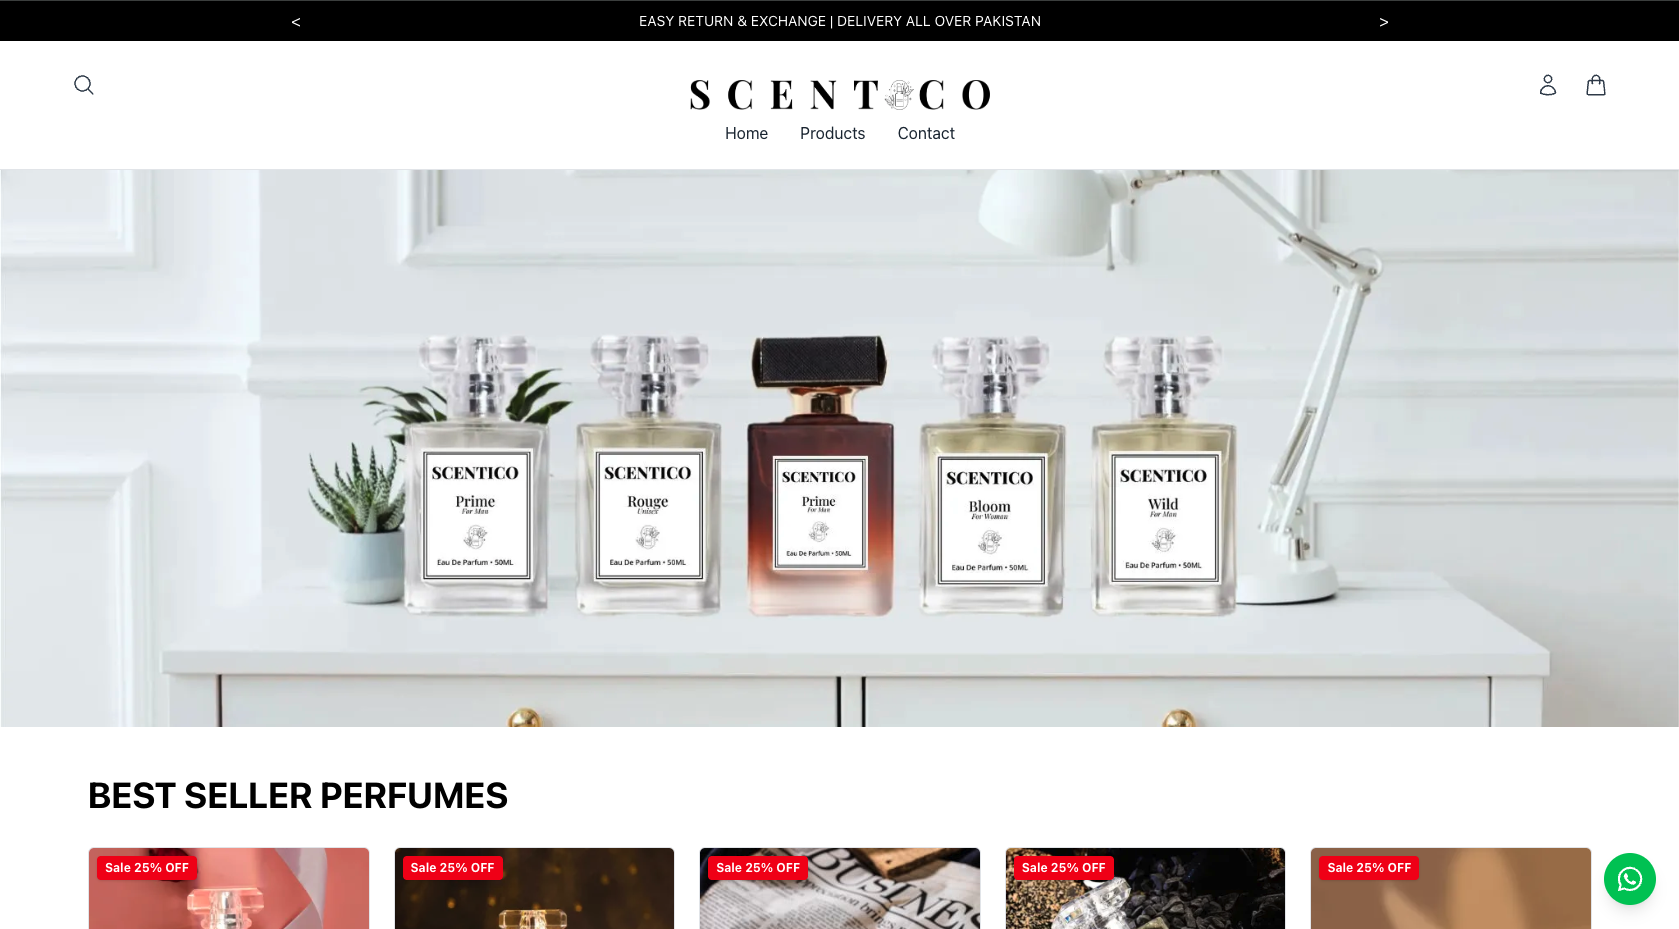 < EASY RETURN & EXCHANGE | DELIVERY ALL OVER PAKISTAN >
SCENT CO
Home Products Contact
SCENTICO
Prime
For Man
Eau De Parfum • 50ML
SCENTICO
Rouge
Unisex
Eau De Parfum • 50ML
SCENTICO
Prime
For Man
Eau De Parfum • 50ML
SCENTICO
Bloom
For Woman
Eau De Parfum • 50ML
SCENTICO
Wild
For Man
Eau De Parfum • 50ML
BEST SELLER PERFUMES
Sale 25% OFF
Sale 25% OFF
Sale 25% OFF
BUSINES
Sale 25% OFF
Sale 25% OFF